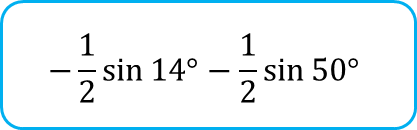 −1/2 sin 14° − 1/2 sin 50°